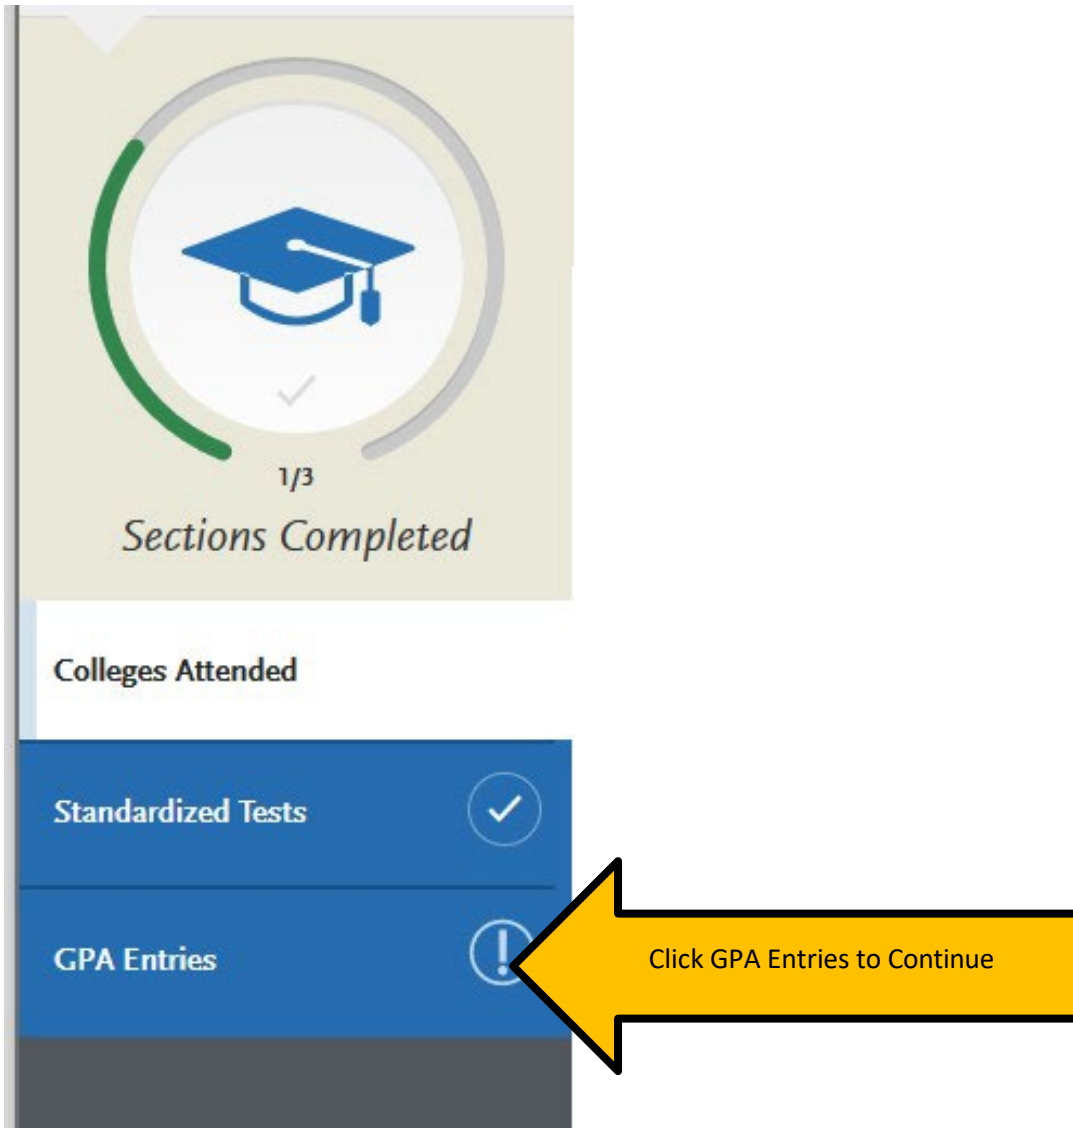 1/3
Sections Completed
Colleges Attended
Standardized Tests
GPA Entries
Click GPA Entries to Continue